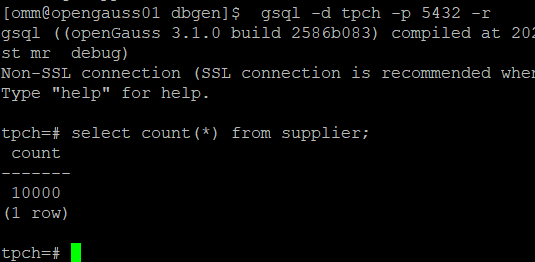 [omm@opengauss01 dbgen]$  gsql -d tpch -p 5432 -r
gsql ((openGauss 3.1.0 build 2586b083) compiled at 202
st mr  debug)
Non-SSL connection (SSL connection is recommended whe
Type "help" for help.
tpch=# select count(*) from supplier;
count
-------
10000
(1 row)
tpch=#